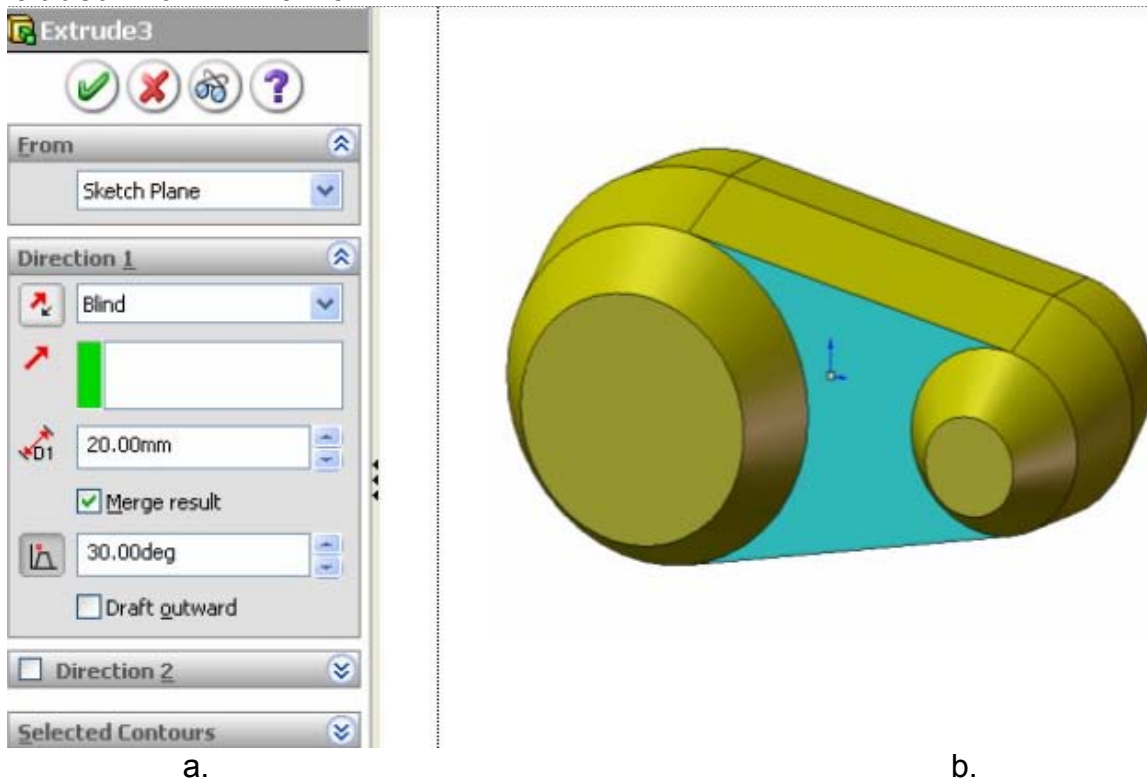 Extrude3
?
From
Sketch Plane
Direction 1
Blind
D1
20.00mm
Merge result
30.00deg
Draft outward
Direction 2
Selected Contours
a. b.